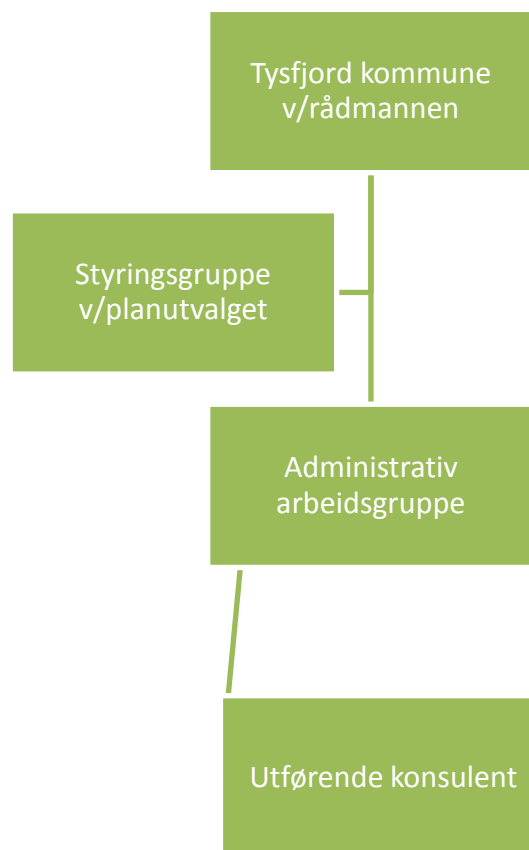 Tysfjord kommune
v/rådmannen
Styringsgruppe
v/planutvalget
Administrativ
arbeidsgruppe
Utførende konsulent